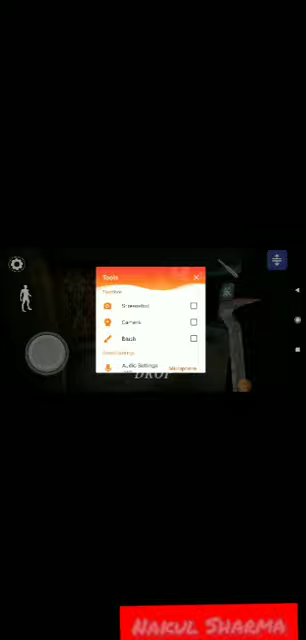 Tools
Screenshot
Camera
Brush
Audio Settings
Microphone
DROP
NAKUL SHARMA